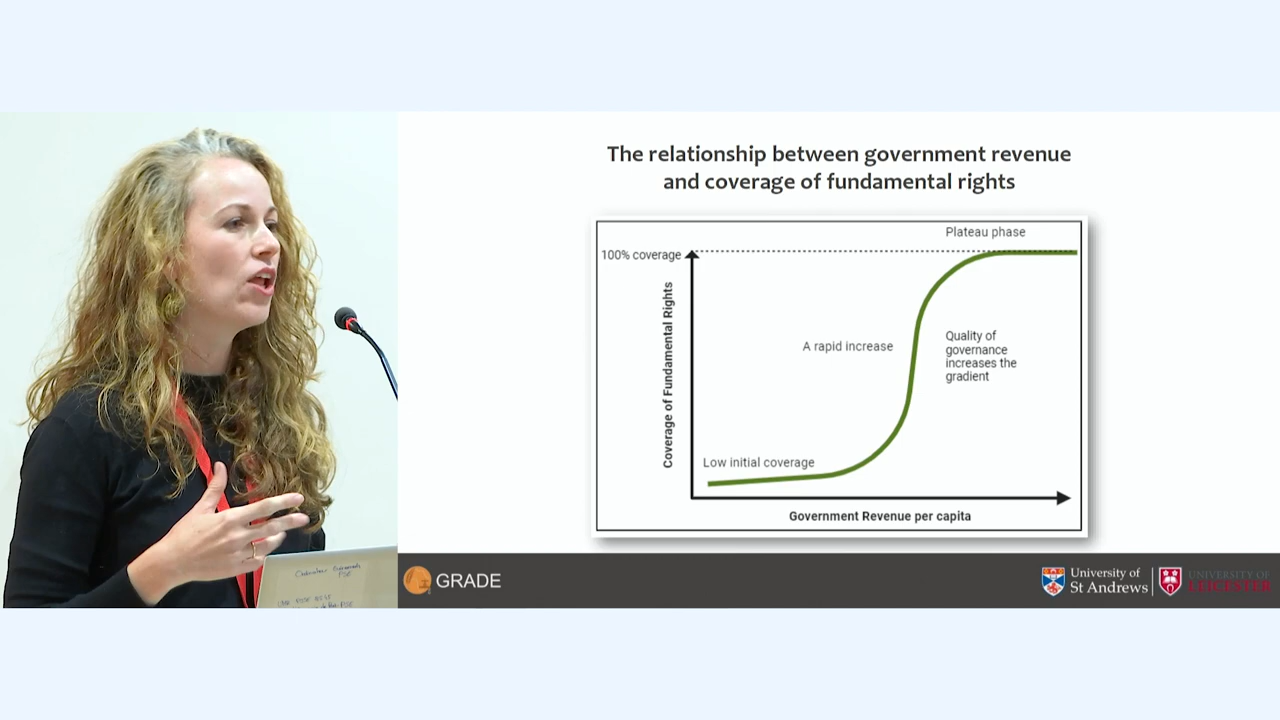 The relationship between government revenue
and coverage of fundamental rights
Plateau phase
100% coverage
Coverage of Fundamental Rights
A rapid increase
Quality of
governance
increases the
gradient
Low initial coverage
Government Revenue per capita
GRADE
University of
St Andrews
UNIVERSITY OF
LEICESTER